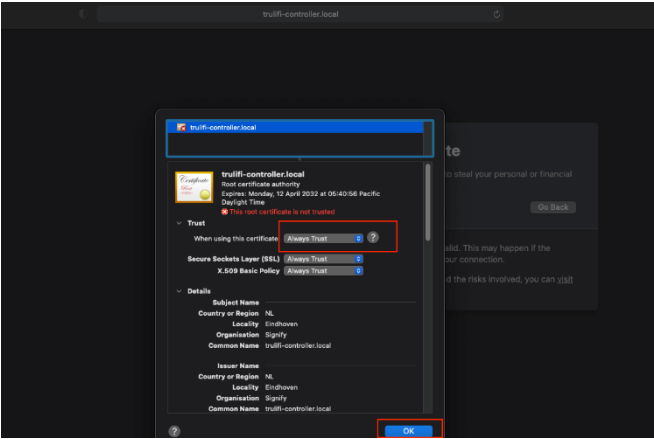 trulifi-controller.local
trulifi-controller.local
te
to steal your personal or financial
Go Back
alid. This may happen if the
our connection.
d the risks involved, you can visit
Certificate
trulifi-controller.local
Root certificate authority
Expires: Monday, 12 April 2032 at 05:40:56 Pacific
Daylight Time
This root certificate is not trusted
Trust
When using this certificate Always Trust ?
Secure Sockets Layer (SSL) Always Trust
X.509 Basic Policy Always Trust
Details
Subject Name
Country or Region NL
Locality Eindhoven
Organisation Signify
Common Name trulifi-controller.local
Issuer Name
Country or Region NL
Locality Eindhoven
Organisation Signify
Common Name trulifi-controller.local
? OK